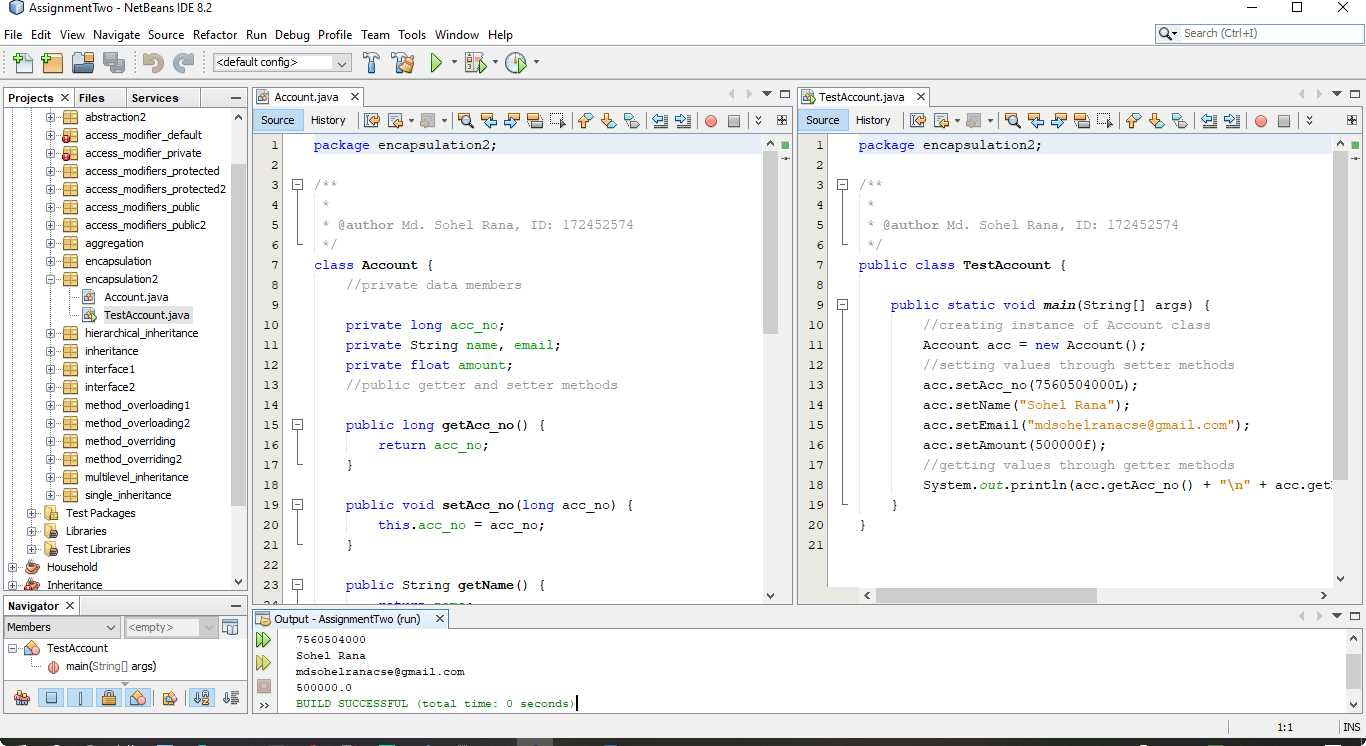 AssignmentTwo - NetBeans IDE 8.2
File Edit View Navigate Source Refactor Run Debug Profile Team Tools Window Help
Search (Ctrl+I)
<default config>
Projects Files Services
abstraction2
access_modifier_default
access_modifier_private
access_modifiers_protected
access_modifiers_protected2
access_modifiers_public
access_modifiers_public2
aggregation
encapsulation
encapsulation2
Account.java
TestAccount.java
hierarchical_inheritance
inheritance
interface1
interface2
method_overloading1
method_overloading2
method_overriding
method_overriding2
multilevel_inheritance
single_inheritance
Test Packages
Libraries
Test Libraries
Household
Inheritance
Navigator
Members <empty>
TestAccount
main(String[] args)
Account.java
Source History
1 package encapsulation2;
2
3 /**
4 *
5 * @author Md. Sohel Rana, ID: 172452574
6 */
7 class Account {
8 //private data members
9
10 private long acc_no;
11 private String name, email;
12 private float amount;
13 //public getter and setter methods
14
15 public long getAcc_no() {
16 return acc_no;
17 }
18
19 public void setAcc_no(long acc_no) {
20 this.acc_no = acc_no;
21 }
22
23 public String getName() {
24 return name;
TestAccount.java
Source History
1 package encapsulation2;
2
3 /**
4 *
5 * @author Md. Sohel Rana, ID: 172452574
6 */
7 public class TestAccount {
8
9 public static void main(String[] args) {
10 //creating instance of Account class
11 Account acc = new Account();
12 //setting values through setter methods
13 acc.setAcc_no(7560504000L);
14 acc.setName("Sohel Rana");
15 acc.setEmail("mdsohelranacse@gmail.com");
16 acc.setAmount(500000f);
17 //getting values through getter methods
18 System.out.println(acc.getAcc_no() + "\n" + acc.get
19 }
20 }
21
Output - AssignmentTwo (run)
7560504000
Sohel Rana
mdsohelranacse@gmail.com
500000.0
BUILD SUCCESSFUL (total time: 0 seconds)
1:1 INS